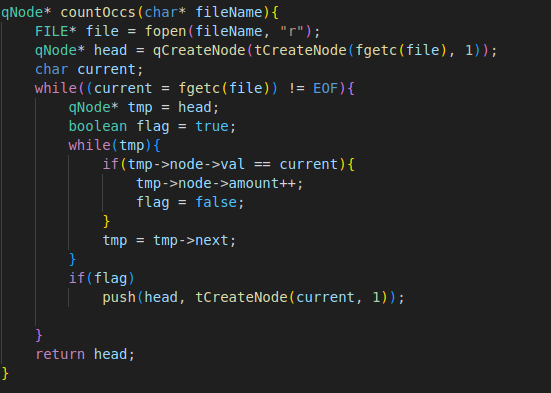 qNode* countOccs(char* fileName){
    FILE* file = fopen(fileName, "r");
    qNode* head = qCreateNode(tCreateNode(fgetc(file), 1));
    char current;
    while((current = fgetc(file)) != EOF){
        qNode* tmp = head;
        boolean flag = true;
        while(tmp){
            if(tmp->node->val == current){
                tmp->node->amount++;
                flag = false;
            }
            tmp = tmp->next;
        }
        if(flag)
            push(head, tCreateNode(current, 1));
    }
    return head;
}